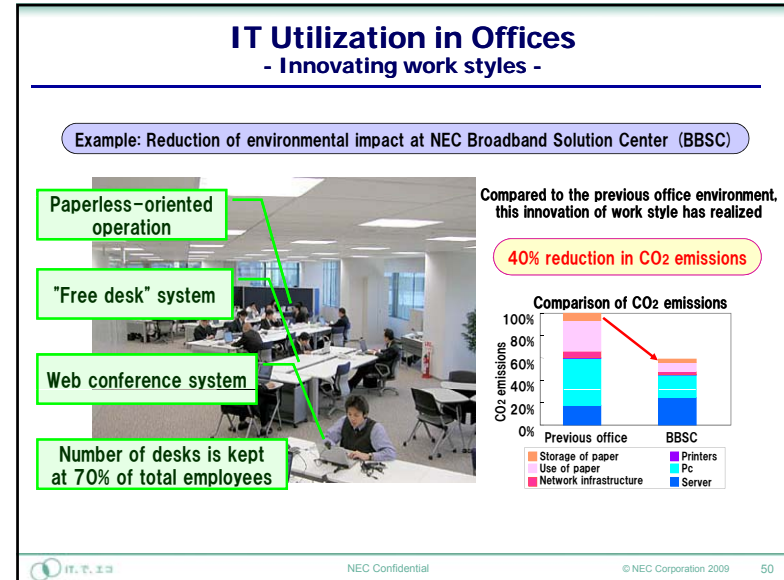 IT Utilization in Offices
- Innovating work styles -
Example: Reduction of environmental impact at NEC Broadband Solution Center (BBSC)
Paperless-oriented
operation
"Free desk" system
Web conference system
Number of desks is kept
at 70% of total employees
Compared to the previous office environment,
this innovation of work style has realized
40% reduction in CO2 emissions
Comparison of CO2 emissions
CO2 emissions
100%
80%
60%
40%
20%
0%
Previous office
BBSC
Storage of paper
Use of paper
Network infrastructure
Printers
Pc
Server
IT、で、エコ
NEC Confidential
© NEC Corporation 2009
50